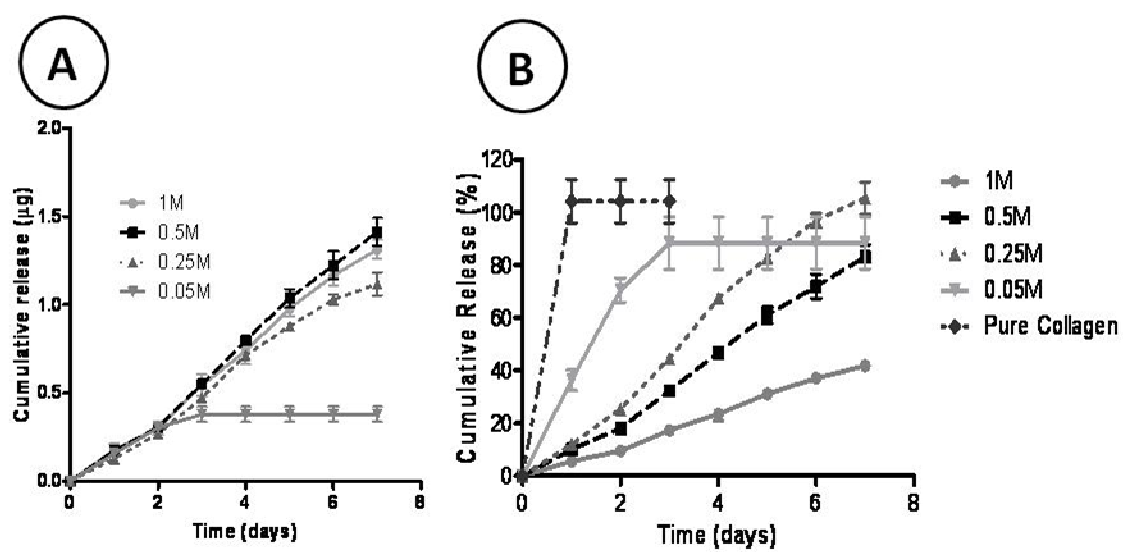 A
B
Cumulative release (µg)
2.0
1.5
1.0
0.5
0.0
0 2 4 6 8
Time (days)
1M
0.5M
0.25M
0.05M
Cumulative Release (%)
120
100
80
60
40
20
0
0 2 4 6 8
Time (days)
1M
0.5M
0.25M
0.05M
Pure Collagen